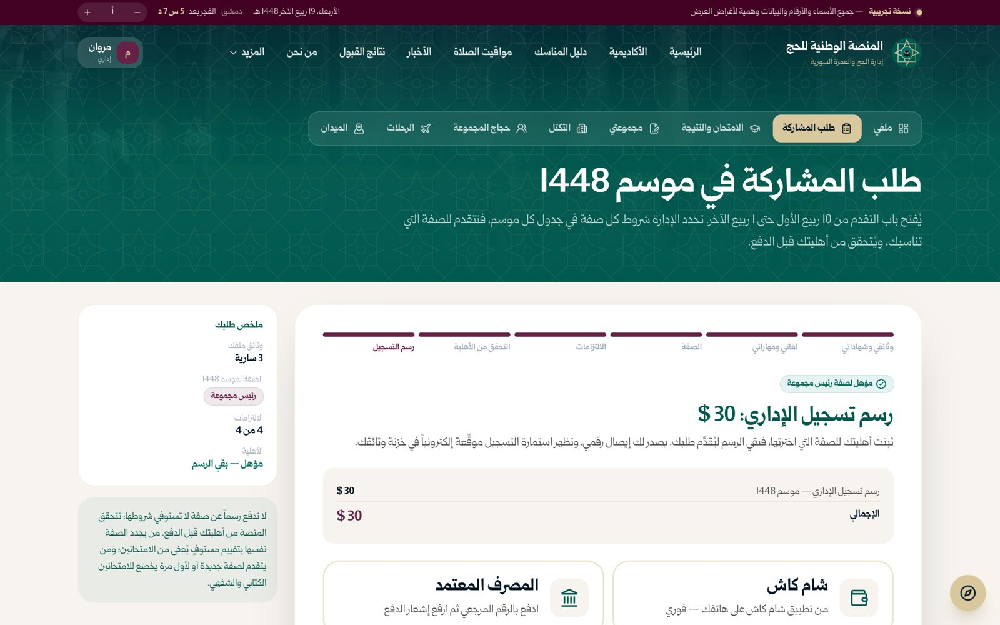 نسخة تجريبية — جميع الأسماء والأرقام والبيانات وهمية لأغراض العرض
الأربعاء، 19 ربيع الآخر 1448 هـ
دمشق: الفجر بعد 5 س 7 د
− أ +
المنصة الوطنية للحج
إدارة الحج والعمرة السورية
الرئيسية
الأكاديمية
دليل المناسك
مواقيت الصلاة
الأخبار
نتائج القبول
من نحن
المزيد
م
مروان
إداري
ملفي
طلب المشاركة
الامتحان والنتيجة
مجموعتي
التكتل
حجاج المجموعة
الرحلات
الميدان
طلب المشاركة في موسم 1448
يُفتح باب التقدم من 10 ربيع الأول حتى 1 ربيع الآخر. تحدد الإدارة شروط كل صفة في جدول كل موسم، فتتقدم للصفة التي
تناسبك، ويُتحقق من أهليتك قبل الدفع.
وثائقي وشهاداتي
لغاتي ومهاراتي
الصفة
الالتزامات
التحقق من الأهلية
رسم التسجيل
مؤهل لصفة رئيس مجموعة
رسم تسجيل الإداري: 30 $
ثبتت أهليتك للصفة التي اخترتها، فبقي الرسم ليُقدَّم طلبك. يصدر لك إيصال رقمي، وتظهر استمارة التسجيل موقّعة إلكترونياً في خزنة وثائقك.
رسم تسجيل الإداري — موسم 1448
30 $
الإجمالي
30 $
شام كاش
من تطبيق شام كاش على هاتفك — فوري
المصرف المعتمد
ادفع بالرقم المرجعي ثم ارفع إشعار الدفع
ملخص طلبك
وثائق ملفك
3 سارية
الصفة لموسم 1448
رئيس مجموعة
الالتزامات
4 من 4
الأهلية
مؤهل — بقي الرسم
لا تدفع رسماً عن صفة لا تستوفي شروطها: تتحقق
المنصة من أهليتك قبل الدفع. من يجدد الصفة
نفسها بتقييم مستوفٍ يُعفى من الامتحانين؛ ومن
يتقدم لصفة جديدة أو لأول مرة يخضع للامتحانين
الكتابي والشفهي.